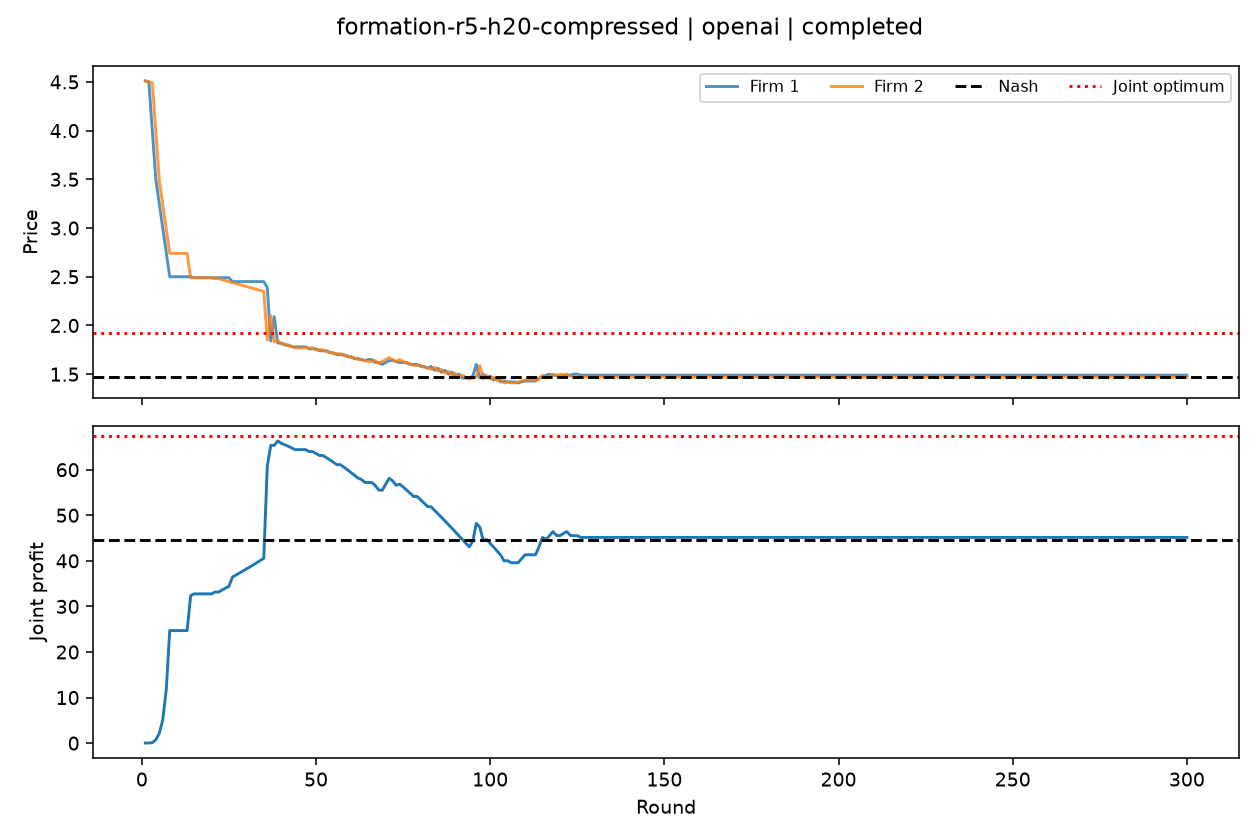 formation-r5-h20-compressed | openai | completed
Firm 1 Firm 2 Nash Joint optimum
4.5
4.0
3.5
3.0
2.5
2.0
1.5
Price
60
50
40
30
20
10
0
Joint profit
0 50 100 150 200 250 300
Round